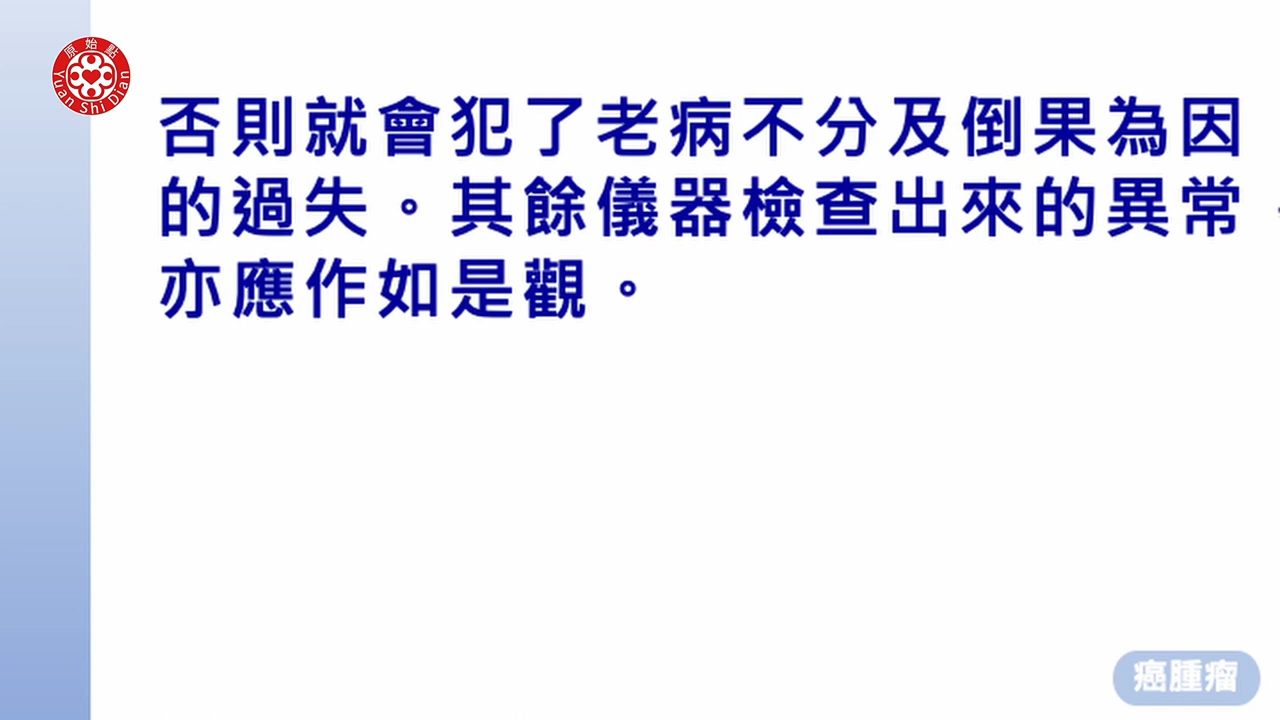 原始點
Yuan Shi Dian
否則就會犯了老病不分及倒果為因
的過失。其餘儀器檢查出來的異常，
亦應作如是觀。
癌腫瘤